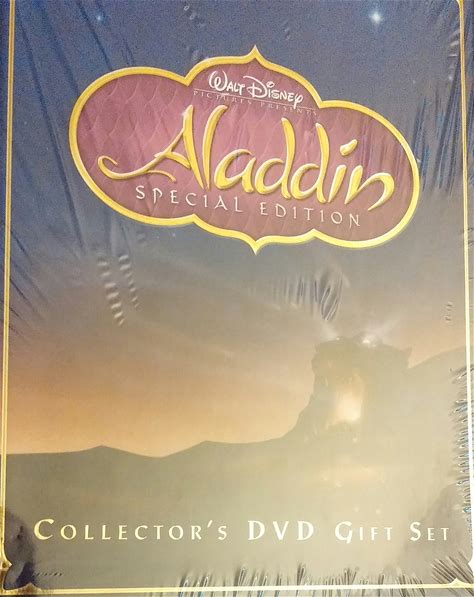 WALT DISNEY
PICTURES PRESENTS
Aladdin
SPECIAL EDITION
COLLECTOR'S DVD GIFT SET